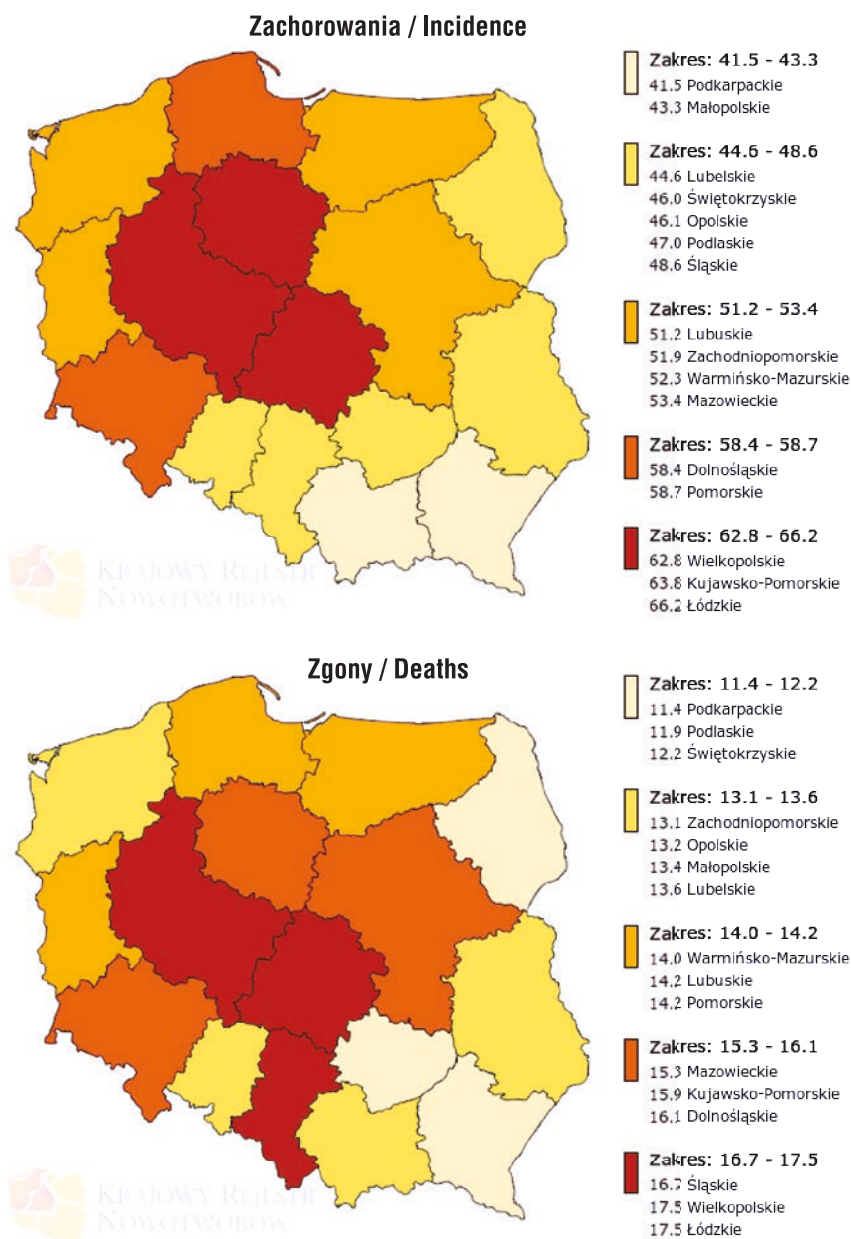 Zachorowania / Incidence
Zakres: 41.5 - 43.3
41.5 Podkarpackie
43.3 Małopolskie
Zakres: 44.6 - 48.6
44.6 Lubelskie
46.0 Świętokrzyskie
46.1 Opolskie
47.0 Podlaskie
48.6 Śląskie
Zakres: 51.2 - 53.4
51.2 Lubuskie
51.9 Zachodniopomorskie
52.3 Warmińsko-Mazurskie
53.4 Mazowieckie
Zakres: 58.4 - 58.7
58.4 Dolnośląskie
58.7 Pomorskie
Zakres: 62.8 - 66.2
62.8 Wielkopolskie
63.8 Kujawsko-Pomorskie
66.2 Łódzkie
KRAJOWY REJESTR
NOWOTWORÓW
Zgony / Deaths
Zakres: 11.4 - 12.2
11.4 Podkarpackie
11.9 Podlaskie
12.2 Świętokrzyskie
Zakres: 13.1 - 13.6
13.1 Zachodniopomorskie
13.2 Opolskie
13.4 Małopolskie
13.6 Lubelskie
Zakres: 14.0 - 14.2
14.0 Warmińsko-Mazurskie
14.2 Lubuskie
14.2 Pomorskie
Zakres: 15.3 - 16.1
15.3 Mazowieckie
15.9 Kujawsko-Pomorskie
16.1 Dolnośląskie
Zakres: 16.7 - 17.5
16.7 Śląskie
17.5 Wielkopolskie
17.5 Łódzkie
KRAJOWY REJESTR
NOWOTWORÓW